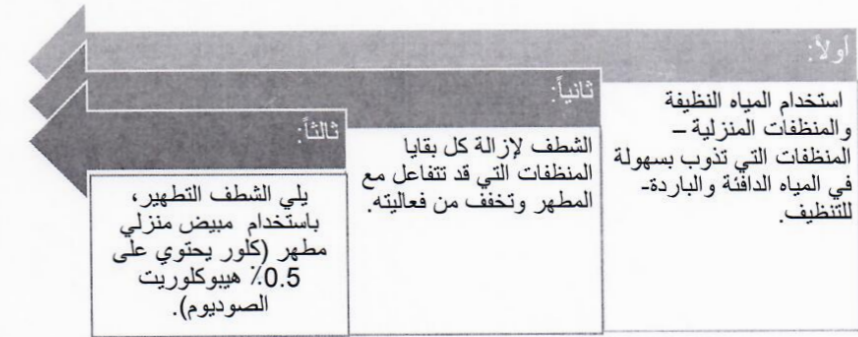 أولاً:
استخدام المياه النظيفة
والمنظفات المنزلية –
المنظفات التي تذوب بسهولة
في المياه الدافئة والباردة-
للتنظيف.
ثانياً:
الشطف لإزالة كل بقايا
المنظفات التي قد تتفاعل مع
المطهر وتخفف من فعاليته.
ثالثاً:
يلي الشطف التطهير،
باستخدام مبيض منزلي
مطهر (كلور يحتوي على
0.5٪ هيبوكلوريت
الصوديوم).